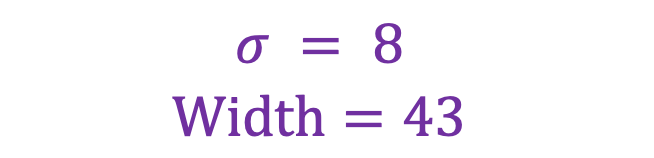 σ = 8
Width = 43